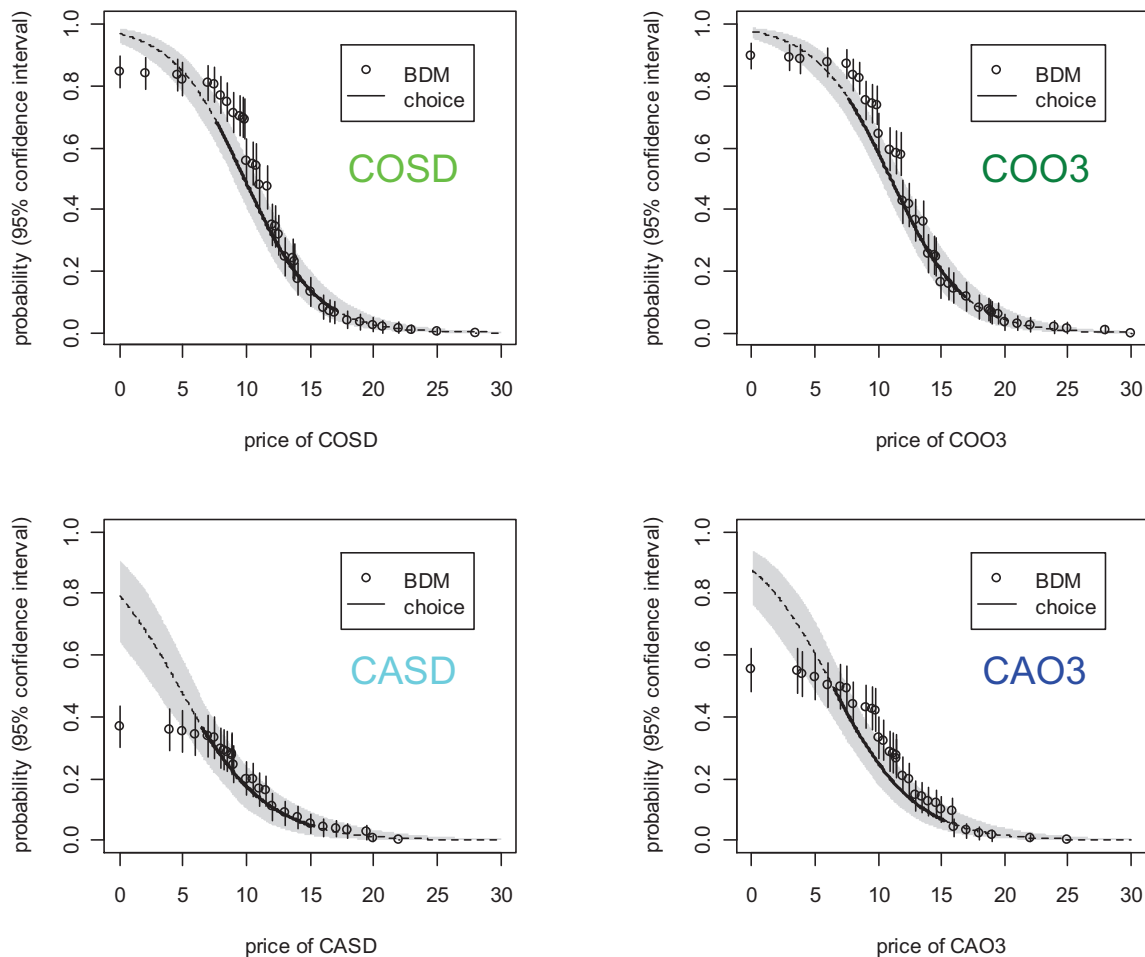 probability (95% confidence interval)
1.0
0.8
0.6
0.4
0.2
0.0
BDM
choice
COSD
0 5 10 15 20 25 30
price of COSD
probability (95% confidence interval)
1.0
0.8
0.6
0.4
0.2
0.0
BDM
choice
COO3
0 5 10 15 20 25 30
price of COO3
probability (95% confidence interval)
1.0
0.8
0.6
0.4
0.2
0.0
BDM
choice
CASD
0 5 10 15 20 25 30
price of CASD
probability (95% confidence interval)
1.0
0.8
0.6
0.4
0.2
0.0
BDM
choice
CAO3
0 5 10 15 20 25 30
price of CAO3